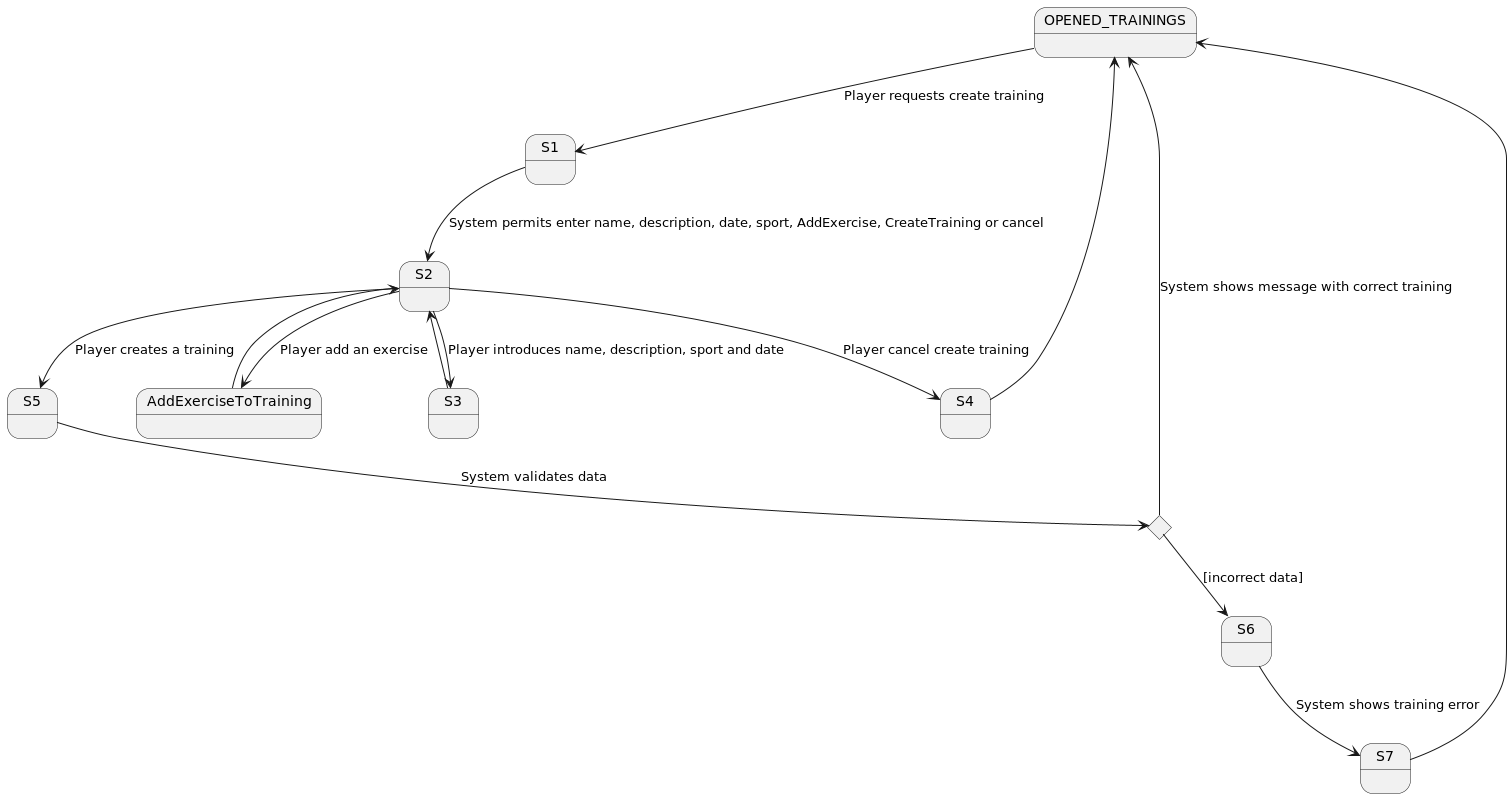 OPENED_TRAININGS
Player requests create training
S1
System permits enter name, description, date, sport, AddExercise, CreateTraining or cancel
S2
System shows message with correct training
Player creates a training
Player add an exercise
Player introduces name, description, sport and date
Player cancel create training
S5
AddExerciseToTraining
S3
S4
System validates data
[incorrect data]
S6
System shows training error
S7